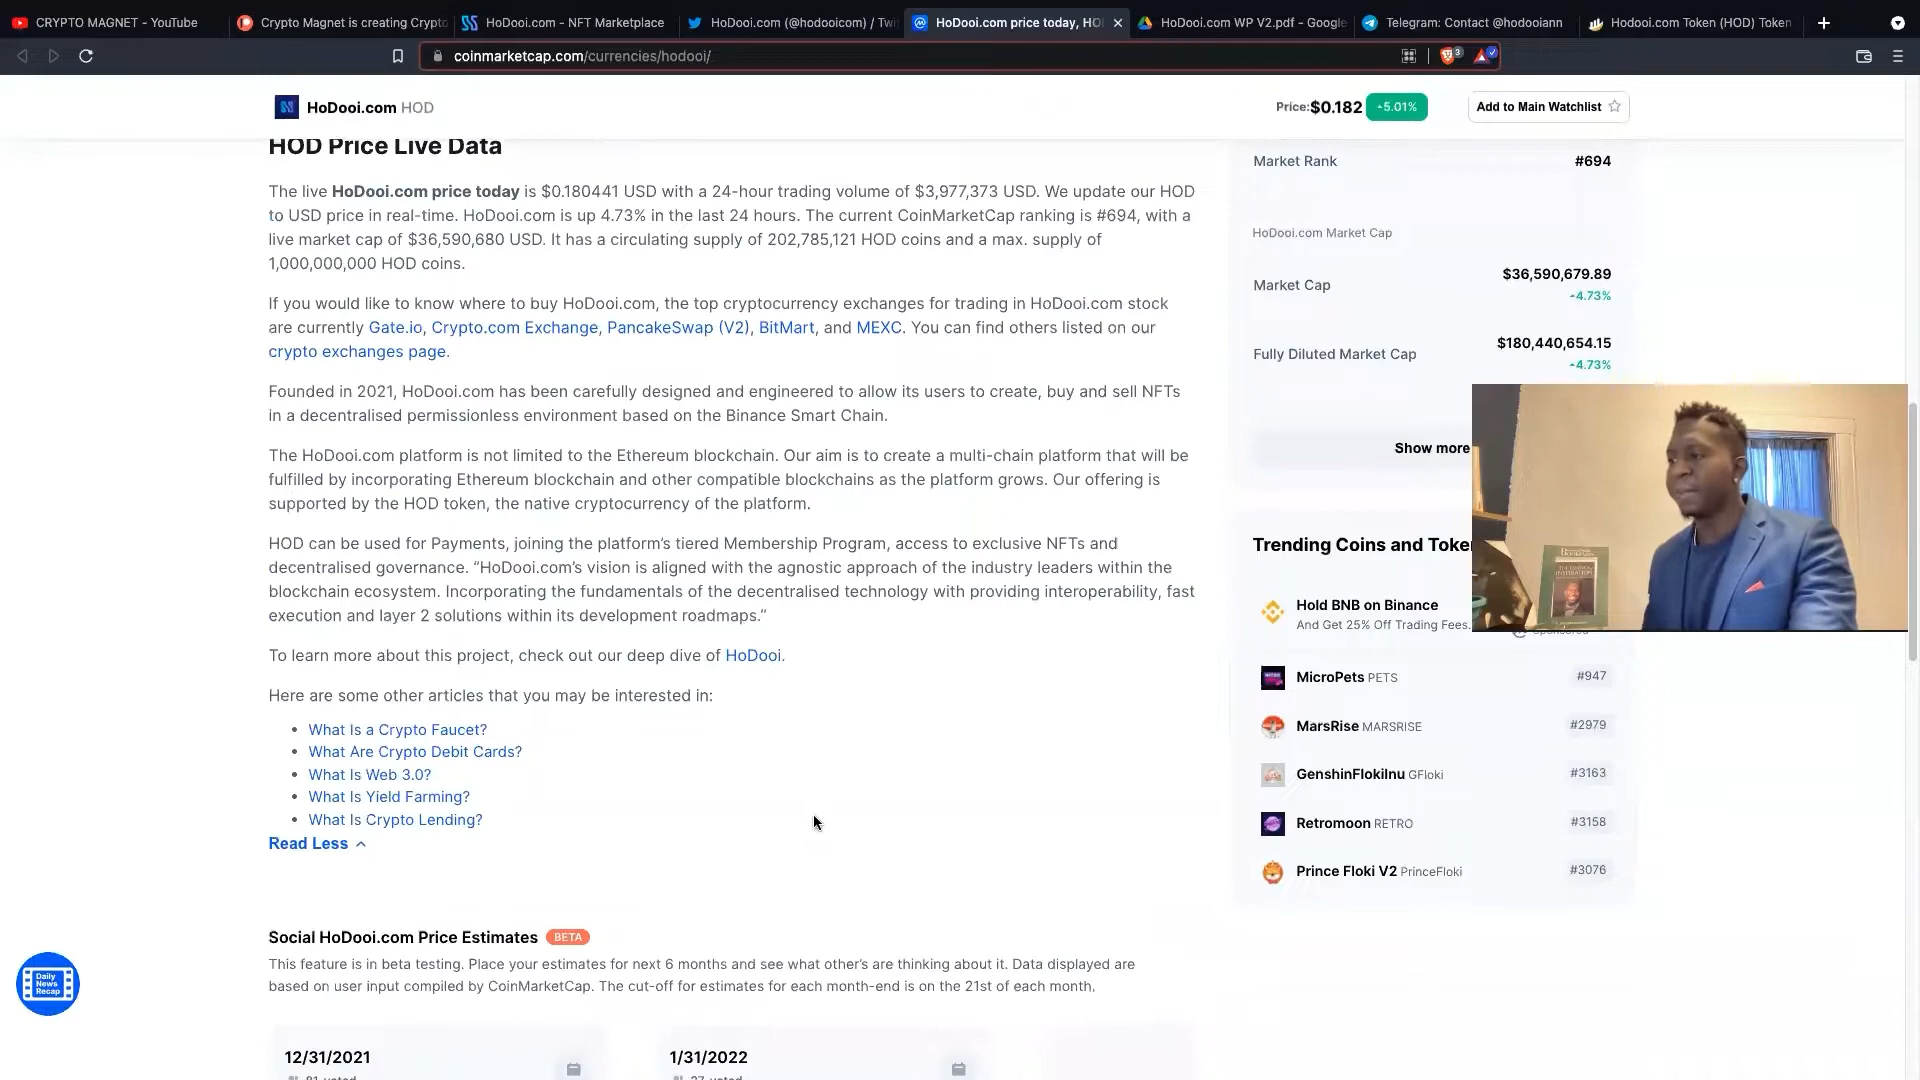 CRYPTO MAGNET - YouTube
Crypto Magnet is creating Crypto
HoDooi.com - NFT Marketplace
HoDooi.com (@hodooicom) / Twi
HoDooi.com price today, HO
HoDooi.com WP V2.pdf - Google
Telegram: Contact @hodooiann
Hodooi.com Token (HOD) Token
coinmarketcap.com/currencies/hodooi/
3
HoDooi.com HOD
Price:$0.182
5.01%
Add to Main Watchlist
HOD Price Live Data
The live HoDooi.com price today is $0.180441 USD with a 24-hour trading volume of $3,977,373 USD. We update our HOD
to USD price in real-time. HoDooi.com is up 4.73% in the last 24 hours. The current CoinMarketCap ranking is #694, with a
live market cap of $36,590,680 USD. It has a circulating supply of 202,785,121 HOD coins and a max. supply of
1,000,000,000 HOD coins.
If you would like to know where to buy HoDooi.com, the top cryptocurrency exchanges for trading in HoDooi.com stock
are currently Gate.io, Crypto.com Exchange, PancakeSwap (V2), BitMart, and MEXC. You can find others listed on our
crypto exchanges page.
Founded in 2021, HoDooi.com has been carefully designed and engineered to allow its users to create, buy and sell NFTs
in a decentralised permissionless environment based on the Binance Smart Chain.
The HoDooi.com platform is not limited to the Ethereum blockchain. Our aim is to create a multi-chain platform that will be
fulfilled by incorporating Ethereum blockchain and other compatible blockchains as the platform grows. Our offering is
supported by the HOD token, the native cryptocurrency of the platform.
HOD can be used for Payments, joining the platform's tiered Membership Program, access to exclusive NFTs and
decentralised governance. “HoDooi.com’s vision is aligned with the agnostic approach of the industry leaders within the
blockchain ecosystem. Incorporating the fundamentals of the decentralised technology with providing interoperability, fast
execution and layer 2 solutions within its development roadmaps.”
To learn more about this project, check out our deep dive of HoDooi.
Here are some other articles that you may be interested in:
• What Is a Crypto Faucet?
• What Are Crypto Debit Cards?
• What Is Web 3.0?
• What Is Yield Farming?
• What Is Crypto Lending?
Read Less
Social HoDooi.com Price Estimates BETA
This feature is in beta testing. Place your estimates for next 6 months and see what other's are thinking about it. Data displayed are
based on user input compiled by CoinMarketCap. The cut-off for estimates for each month-end is on the 21st of each month.
12/31/2021
1/31/2022
Daily
News
Recap
Market Rank
#694
HoDooi.com Market Cap
Market Cap
$36,590,679.89
4.73%
Fully Diluted Market Cap
$180,440,654.15
4.73%
Show more
Trending Coins and Toke
Hold BNB on Binance
And Get 25% Off Trading Fees.
MicroPets PETS #947
MarsRise MARSRISE #2979
GenshinFlokiInu GFloki #3163
Retromoon RETRO #3158
Prince Floki V2 PrinceFloki #3076